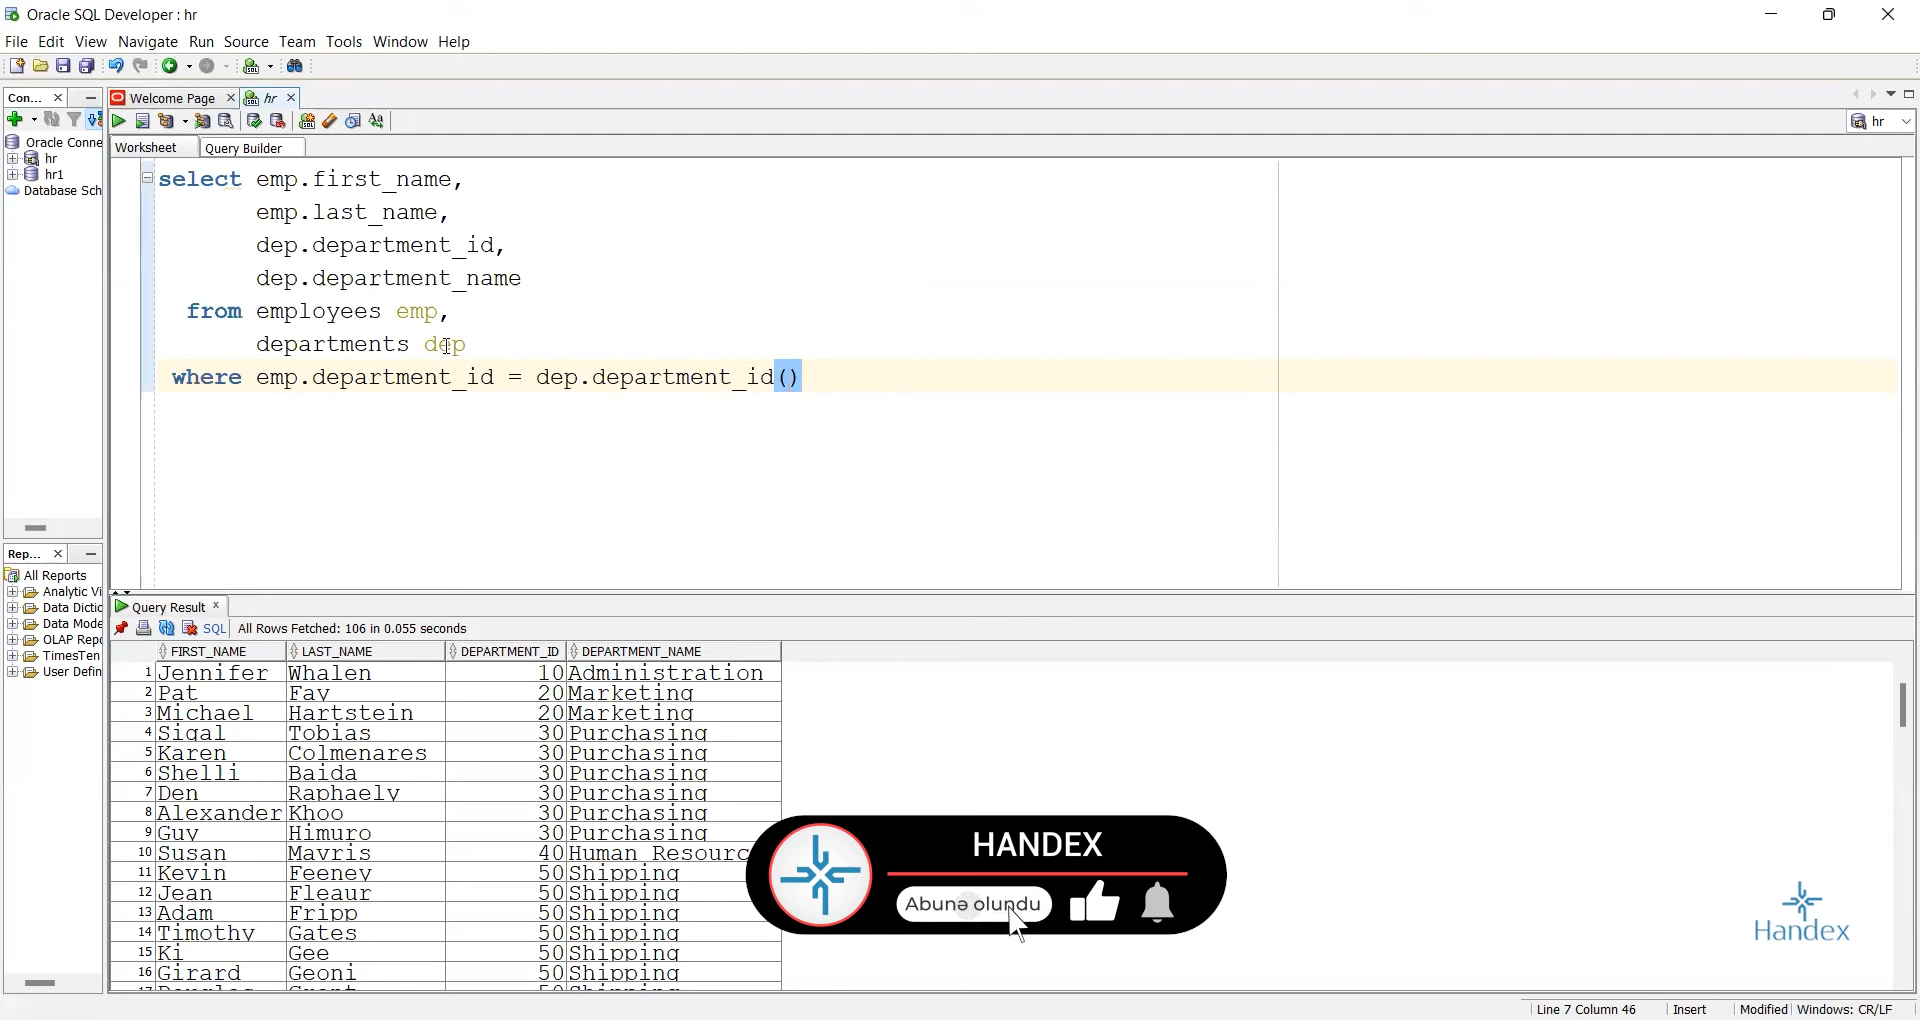 Oracle SQL Developer : hr
File Edit View Navigate Run Source Team Tools Window Help
Con...
Welcome Page
hr
hr
Oracle Conne
hr
hr1
Database Sch
Worksheet Query Builder
select emp.first_name,
emp.last_name,
dep.department_id,
dep.department_name
from employees emp,
departments dep
where emp.department_id = dep.department_id()
Rep...
All Reports
Analytic Vi
Data Dictio
Data Mode
OLAP Repo
TimesTen
User Defin
Query Result
SQL All Rows Fetched: 106 in 0.055 seconds
FIRST_NAME LAST_NAME DEPARTMENT_ID DEPARTMENT_NAME
1 Jennifer Whalen 10 Administration
2 Pat Fay 20 Marketing
3 Michael Hartstein 20 Marketing
4 Sigal Tobias 30 Purchasing
5 Karen Colmenares 30 Purchasing
6 Shelli Baida 30 Purchasing
7 Den Raphaely 30 Purchasing
8 Alexander Khoo 30 Purchasing
9 Guy Himuro 30 Purchasing
10 Susan Mavris 40 Human Resourc
11 Kevin Feeney 50 Shipping
12 Jean Fleaur 50 Shipping
13 Adam Fripp 50 Shipping
14 Timothy Gates 50 Shipping
15 Ki Gee 50 Shipping
16 Girard Geoni 50 Shipping
HANDEX
Abunə olundu
Handex
Line 7 Column 46 Insert Modified Windows: CR/LF